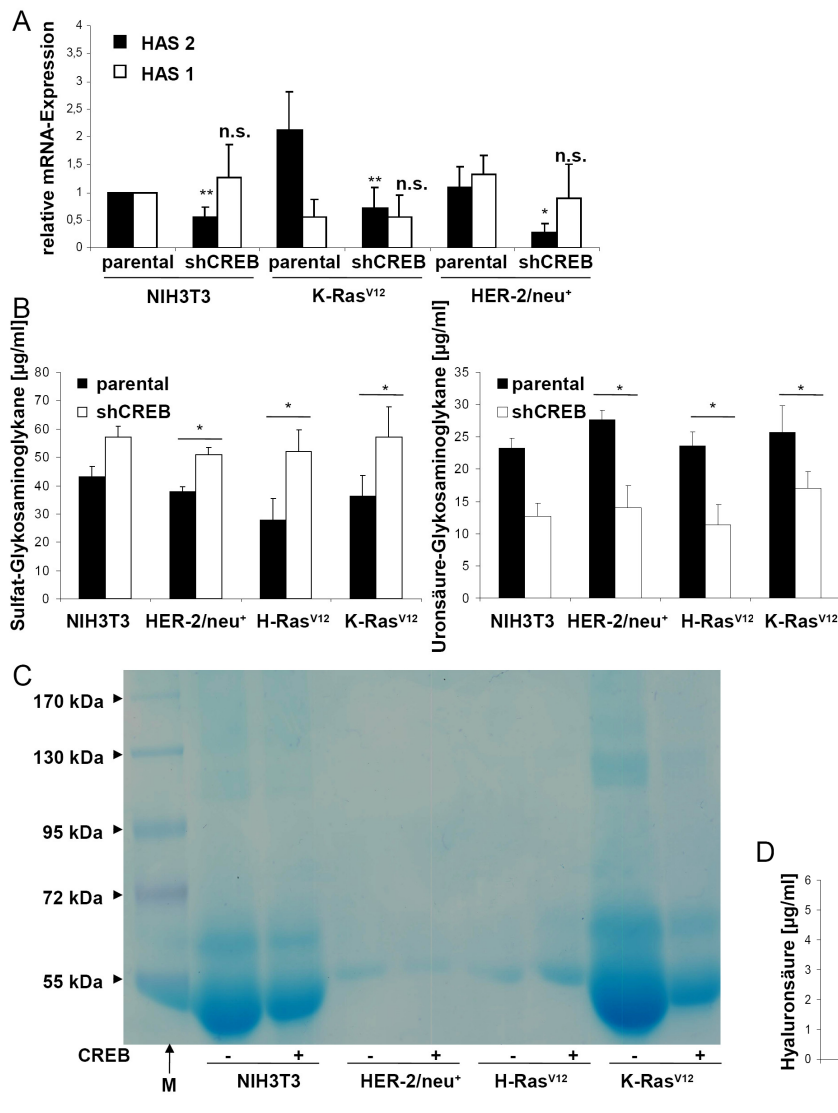 A
relative mRNA-Expression
4
3,5
3
2,5
2
1,5
1
0,5
0
HAS 2
HAS 1
** n.s. ** n.s. * n.s.
parental shCREB parental shCREB parental shCREB
NIH3T3 K-RasV12 HER-2/neu+
B
Sulfat-Glykosaminoglykane [µg/ml]
80
70
60
50
40
30
20
10
0
parental
shCREB
* * *
NIH3T3 HER-2/neu+ H-RasV12 K-RasV12
Uronsäure-Glykosaminoglykane [µg/ml]
35
30
25
20
15
10
5
0
parental
shCREB
* * *
NIH3T3 HER-2/neu+ H-RasV12 K-RasV12
C
170 kDa
130 kDa
95 kDa
72 kDa
55 kDa
CREB - + - + - + - +
M
NIH3T3 HER-2/neu+ H-RasV12 K-RasV12
D
Hyaluronsäure [µg/ml]
6
5
4
3
2
1
0